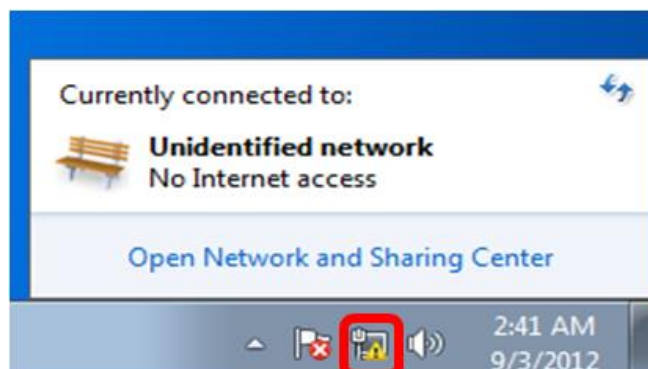 Currently connected to:
Unidentified network
No Internet access
Open Network and Sharing Center
2:41 AM
9/3/2012